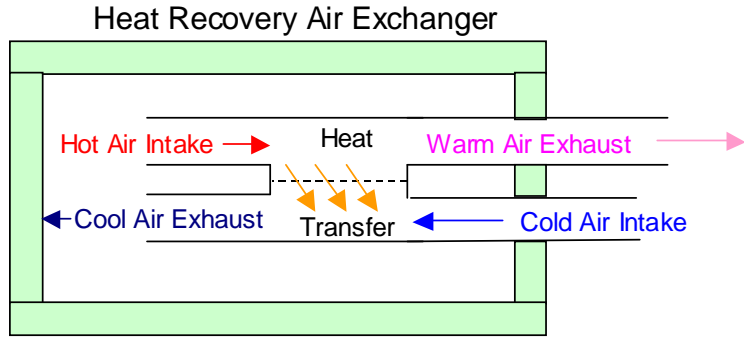 Heat Recovery Air Exchanger
Hot Air Intake
Heat
Warm Air Exhaust
Cool Air Exhaust
Transfer
Cold Air Intake